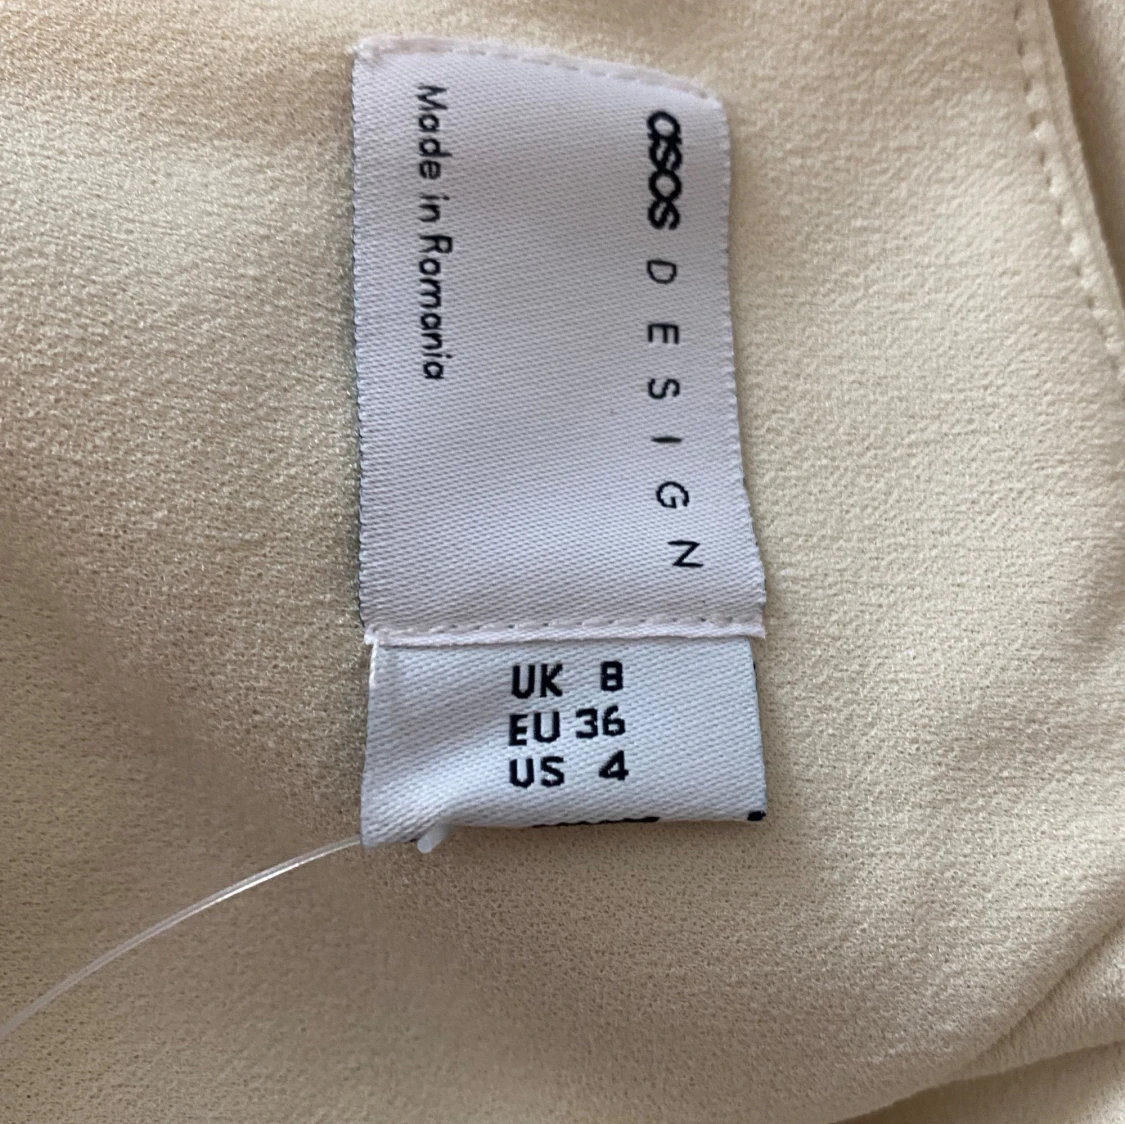 asos DESIGN
Made in Romania
UK 8
EU 36
US 4